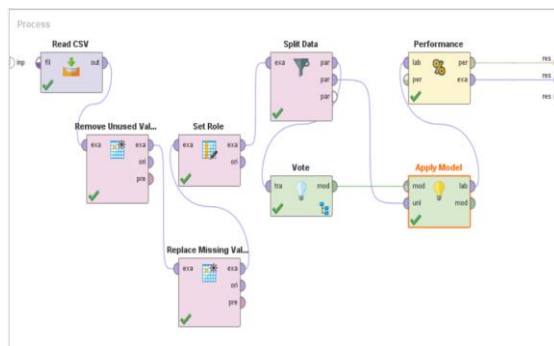 Process
Read CSV
inp
fil
out
Remove Unused Val...
exa
exa
ori
pre
Set Role
exa
exa
ori
Replace Missing Val...
exa
exa
ori
pre
Split Data
exa
par
par
par
Vote
tra
mod
Performance
lab
per
per
exa
Apply Model
mod
lab
unl
mod
res
res
res